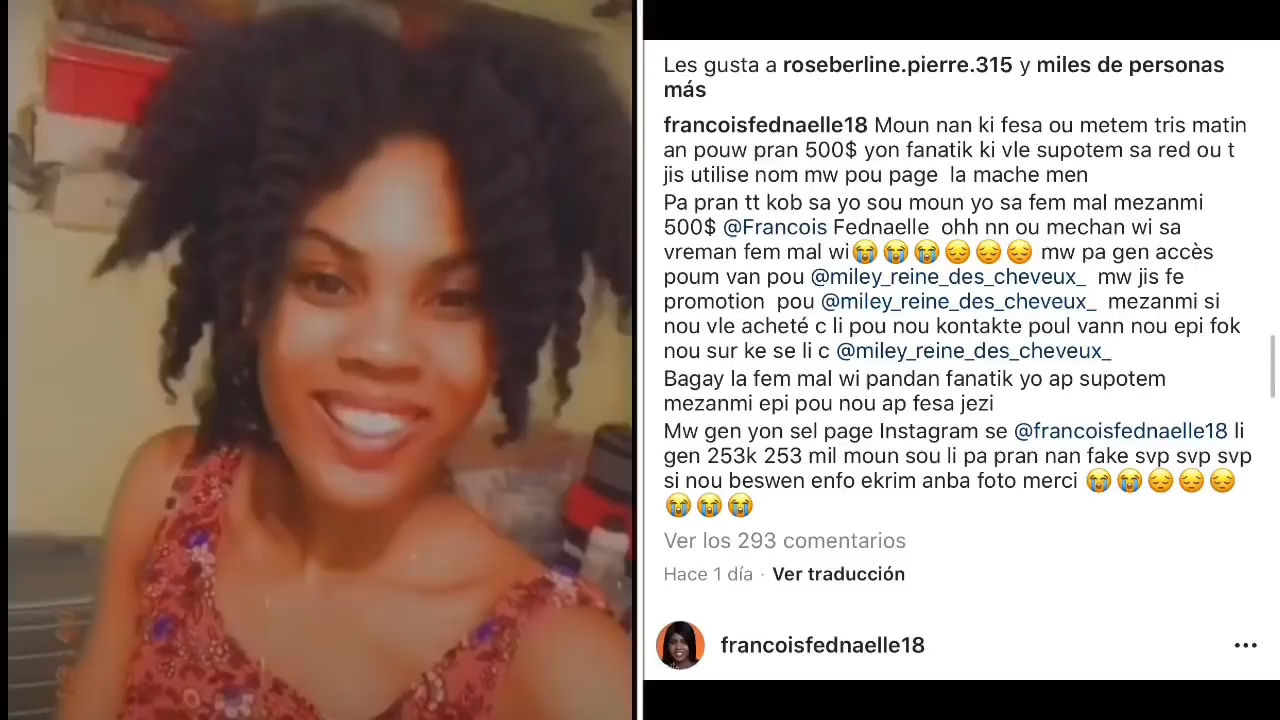 Les gusta a roseberline.pierre.315 y miles de personas
más
francoisfednaelle18 Moun nan ki fesa ou metem tris matin
an pouw pran 500$ yon fanatik ki vle supotem sa red ou t
jis utilise nom mw pou page la mache men
Pa pran tt kob sa yo sou moun yo sa fem mal mezanmi
500$ @Francois Fednaelle ohh nn ou mechan wi sa
vreman fem mal wi😭😭😭😔😔😔 mw pa gen accès
poum van pou @miley_reine_des_cheveux_ mw jis fe
promotion pou @miley_reine_des_cheveux_ mezanmi si
nou vle acheté c li pou nou kontakte poul vann nou epi fok
nou sur ke se li c @miley_reine_des_cheveux_
Bagay la fem mal wi pandan fanatik yo ap supotem
mezanmi epi pou nou ap fesa jezi
Mw gen yon sel page Instagram se @francoisfednaelle18 li
gen 253k 253 mil moun sou li pa pran nan fake svp svp svp
si nou beswen enfo ekrim anba foto merci 😭😭😔😔😔
😭😭😭
Ver los 293 comentarios
Hace 1 día · Ver traducción
francoisfednaelle18